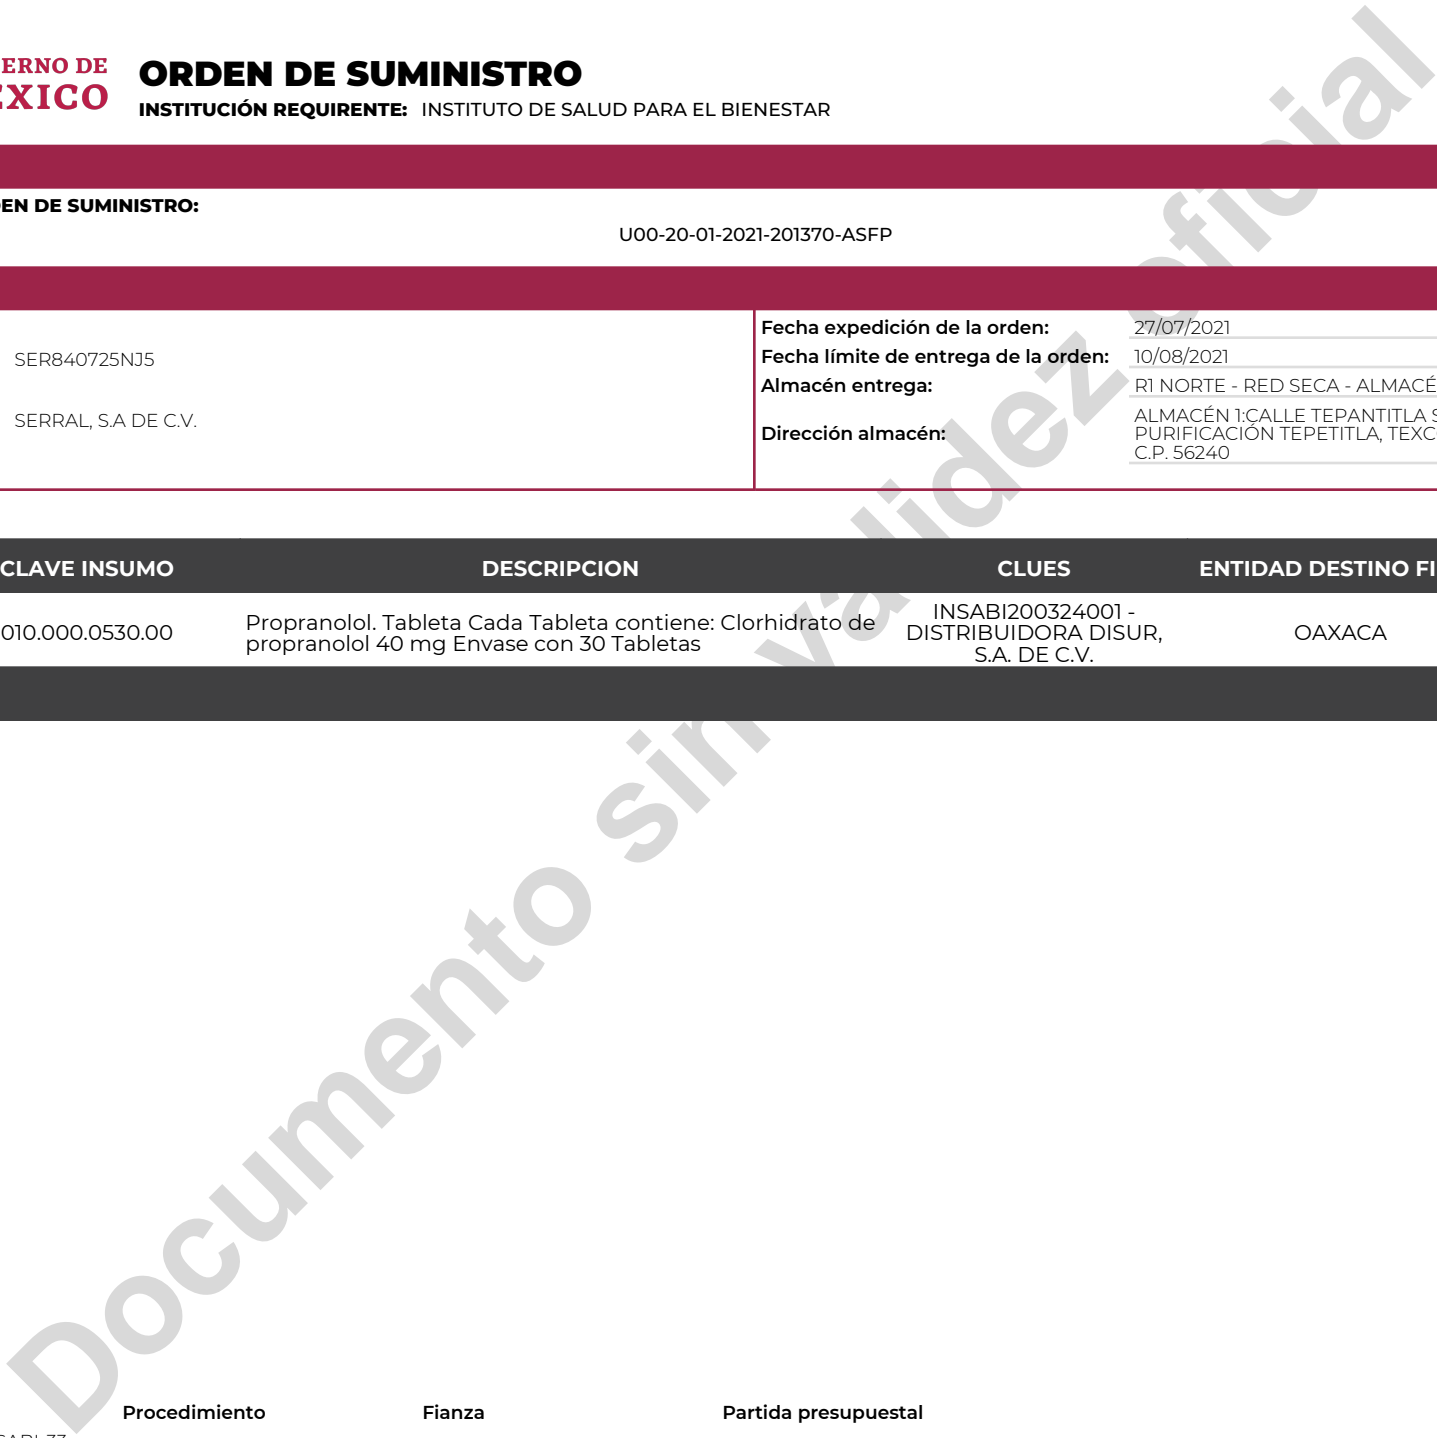 ERNO DE
EXICO
ORDEN DE SUMINISTRO
INSTITUCIÓN REQUIRENTE: INSTITUTO DE SALUD PARA EL BIENESTAR
EN DE SUMINISTRO:
U00-20-01-2021-201370-ASFP
SER840725NJ5
SERRAL, S.A DE C.V.
Fecha expedición de la orden: 27/07/2021
Fecha límite de entrega de la orden: 10/08/2021
Almacén entrega: R1 NORTE - RED SECA - ALMACÉ
Dirección almacén:
ALMACÉN 1:CALLE TEPANTITLA S
PURIFICACIÓN TEPETITLA, TEXC
C.P. 56240
CLAVE INSUMO DESCRIPCION CLUES ENTIDAD DESTINO FI
010.000.0530.00
Propranolol. Tableta Cada Tableta contiene: Clorhidrato de
propranolol 40 mg Envase con 30 Tabletas
INSABI200324001 -
DISTRIBUIDORA DISUR,
S.A. DE C.V.
OAXACA
Documento sin validez oficial
Procedimiento Fianza Partida presupuestal